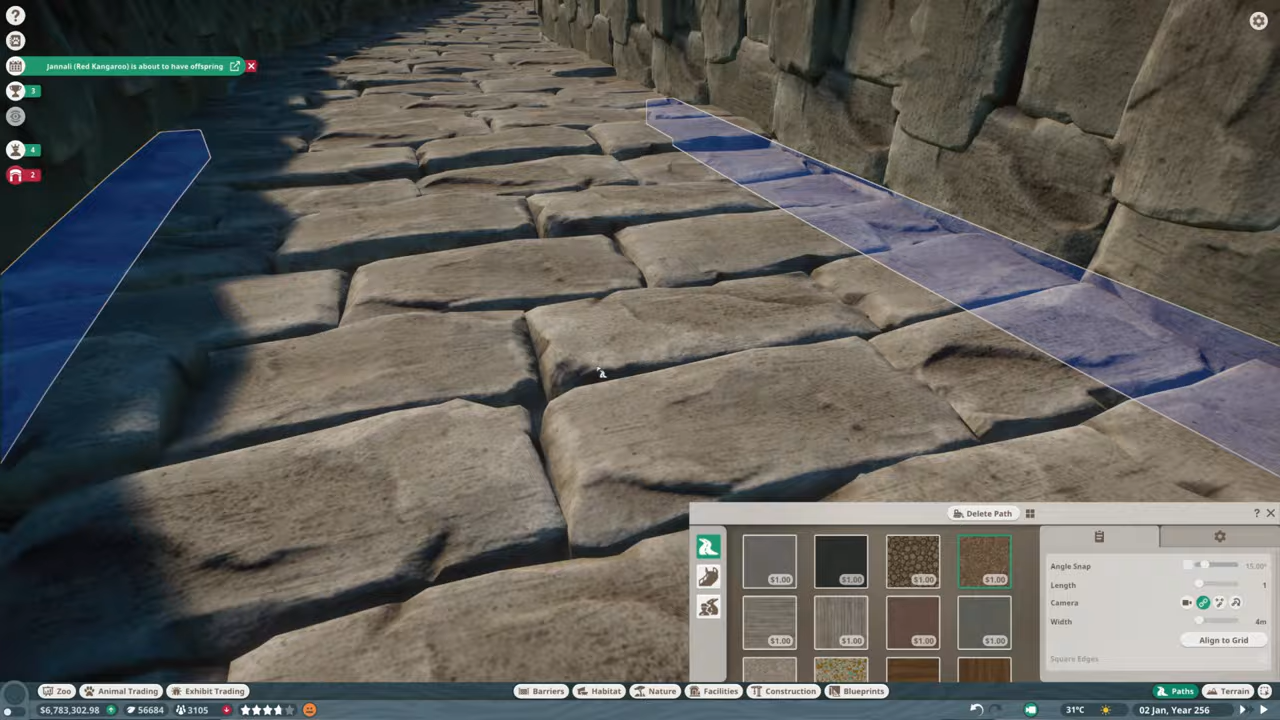 ?
Jannali (Red Kangaroo) is about to have offspring
3
4
2
Delete Path
?
$1.00 $1.00 $1.00 $1.00
$1.00 $1.00 $1.00 $1.00
Angle Snap 15.00°
Length 1
Camera
Width 4m
Align to Grid
Square Edges
Zoo Animal Trading Exhibit Trading Barriers Habitat Nature Facilities Construction Blueprints Paths Terrain
$6,783,302.98 56684 3105 31°C 02 Jan, Year 256